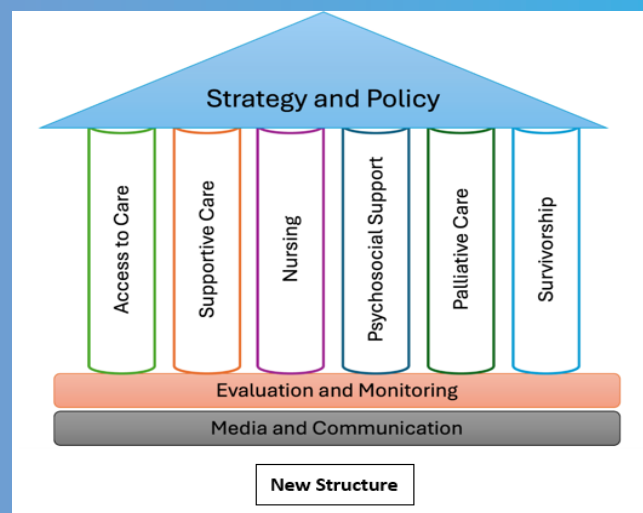 Strategy and Policy
Access to Care
Supportive Care
Nursing
Psychosocial Support
Palliative Care
Survivorship
Evaluation and Monitoring
Media and Communication
New Structure